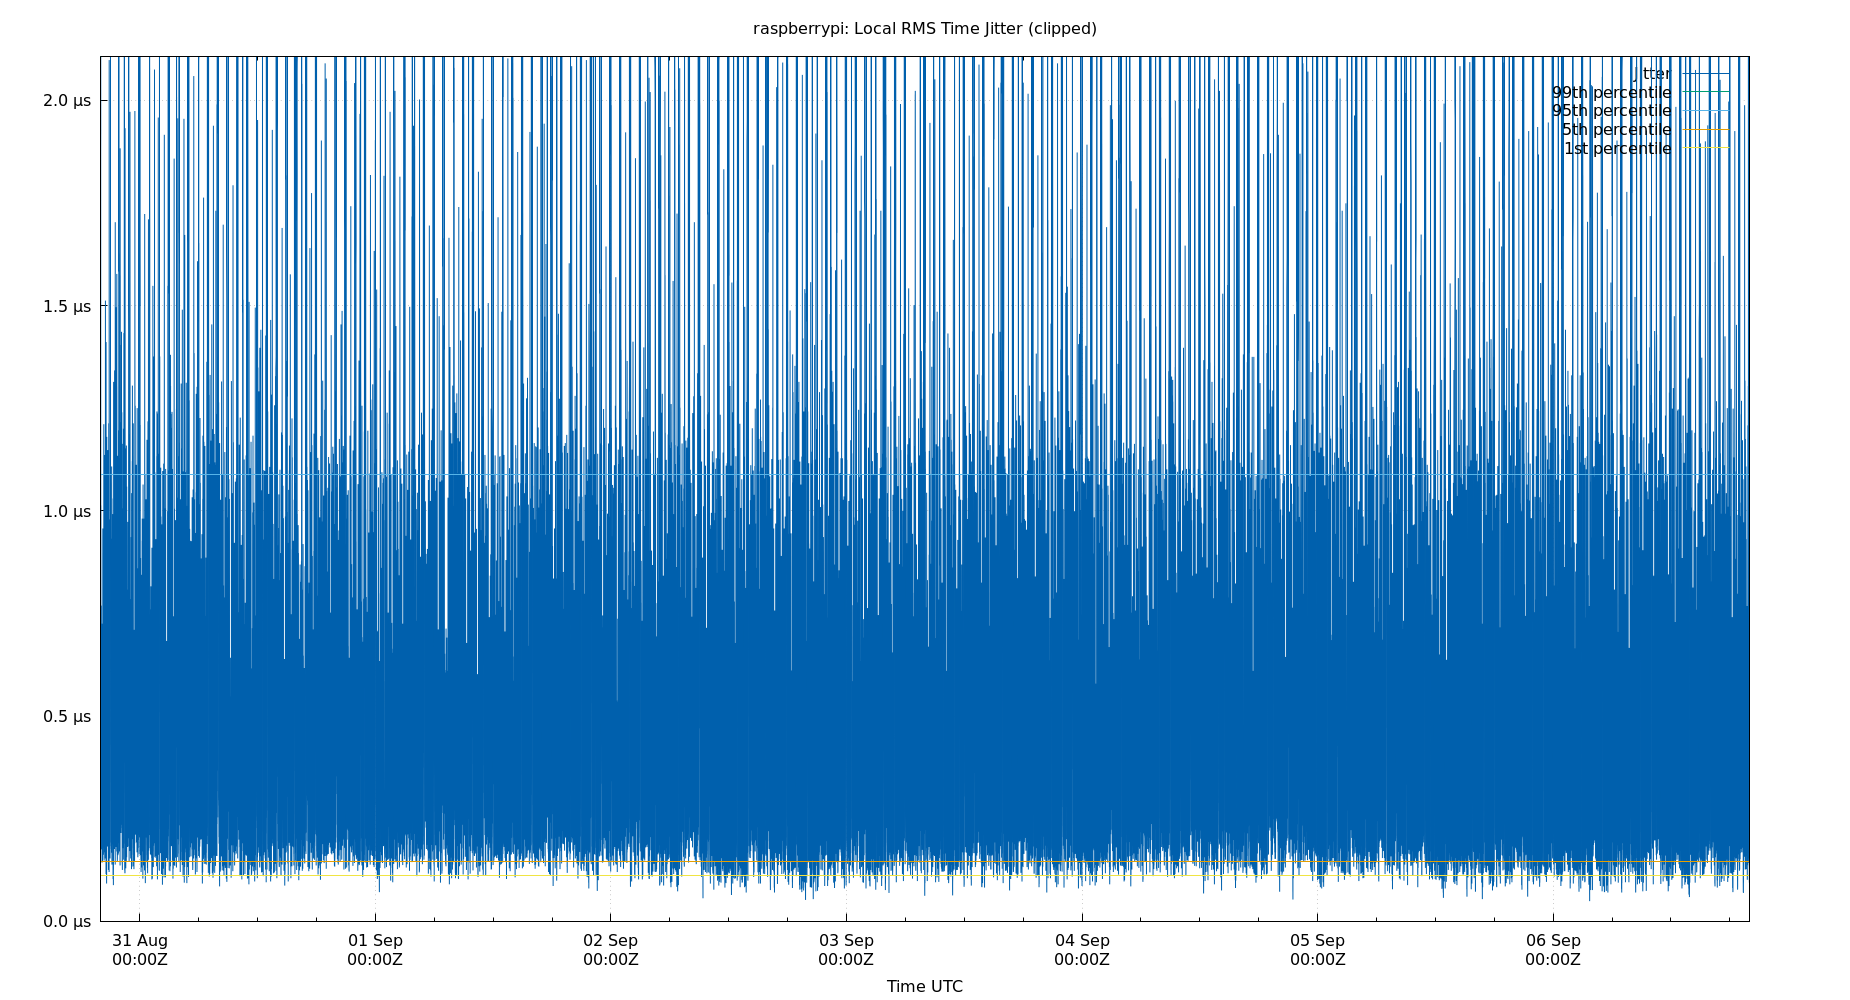 raspberrypi: Local RMS Time Jitter (clipped)
jitter
99th percentile
95th percentile
5th percentile
1st percentile
2.0 µs
1.5 µs
1.0 µs
0.5 µs
0.0 µs
31 Aug
00:00Z
01 Sep
00:00Z
02 Sep
00:00Z
03 Sep
00:00Z
04 Sep
00:00Z
05 Sep
00:00Z
06 Sep
00:00Z
Time UTC